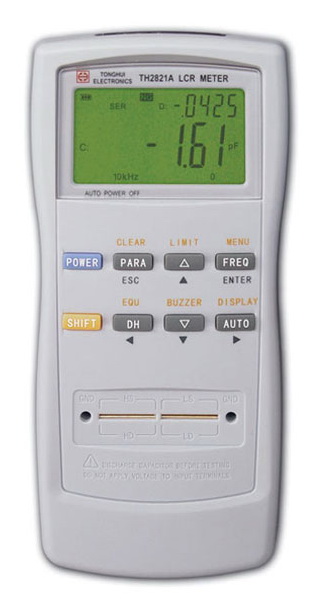 TONGHUI
ELECTRONICS TH2821A LCR METER
SER NG D: -.0425
C: -1.61 pF
10kHz 0
AUTO POWER OFF
CLEAR LIMIT MENU
POWER PARA △ FREQ
ESC ▲ ENTER
EQU BUZZER DISPLAY
SHIFT DH ▽ AUTO
◀ ▼ ▶
GND HS LS GND
HD LD
DISCHARGE CAPACITOR BEFORE TESTING
DO NOT APPLY VOLTAGE TO INPUT TERMINALS